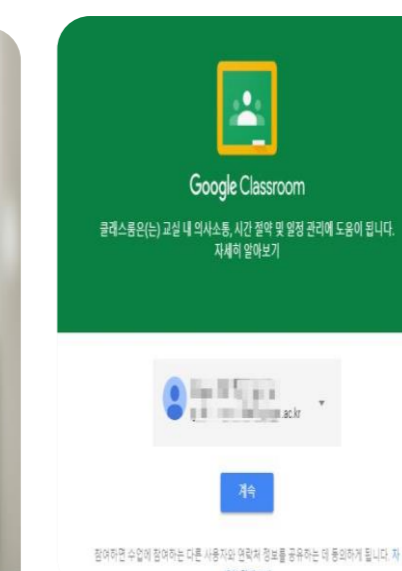 Google Classroom
클래스룸은(는) 교실 내 의사소통, 시간 절약 및 일정 관리에 도움이 됩니다.
자세히 알아보기
.ac.kr
계속
참여하면 수업에 참여하는 다른 사용자와 연락처 정보를 공유하는 데 동의하게 됩니다. 자